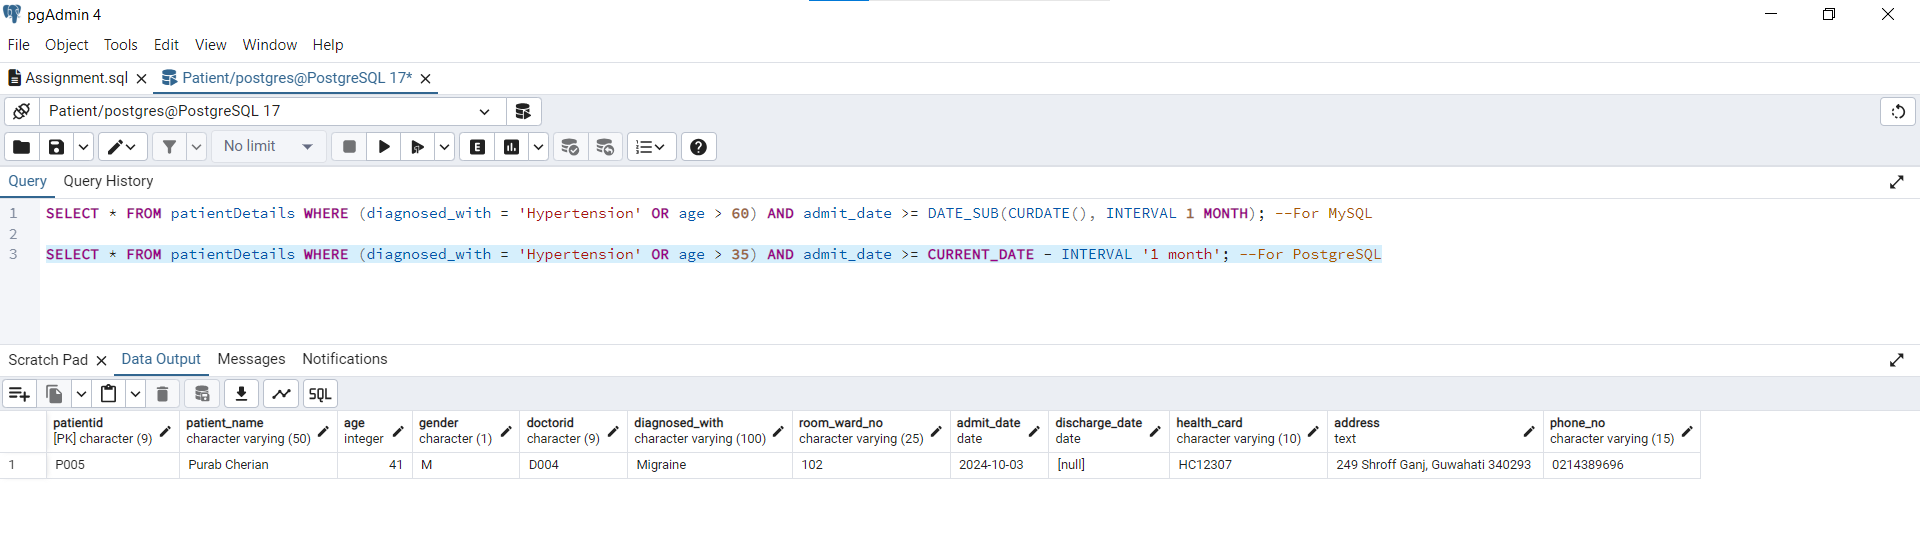 pgAdmin 4
File Object Tools Edit View Window Help
Assignment.sql Patient/postgres@PostgreSQL 17*
Patient/postgres@PostgreSQL 17
No limit
Query Query History
1 SELECT * FROM patientDetails WHERE (diagnosed_with = 'Hypertension' OR age > 60) AND admit_date >= DATE_SUB(CURDATE(), INTERVAL 1 MONTH); --For MySQL
2
3 SELECT * FROM patientDetails WHERE (diagnosed_with = 'Hypertension' OR age > 35) AND admit_date >= CURRENT_DATE - INTERVAL '1 month'; --For PostgreSQL
Scratch Pad Data Output Messages Notifications
SQL
patientid patient_name age gender doctorid diagnosed_with room_ward_no admit_date discharge_date health_card address phone_no
[PK] character (9) character varying (50) integer character (1) character (9) character varying (100) character varying (25) date date character varying (10) text character varying (15)
1 P005 Purab Cherian 41 M D004 Migraine 102 2024-10-03 [null] HC12307 249 Shroff Ganj, Guwahati 340293 0214389696